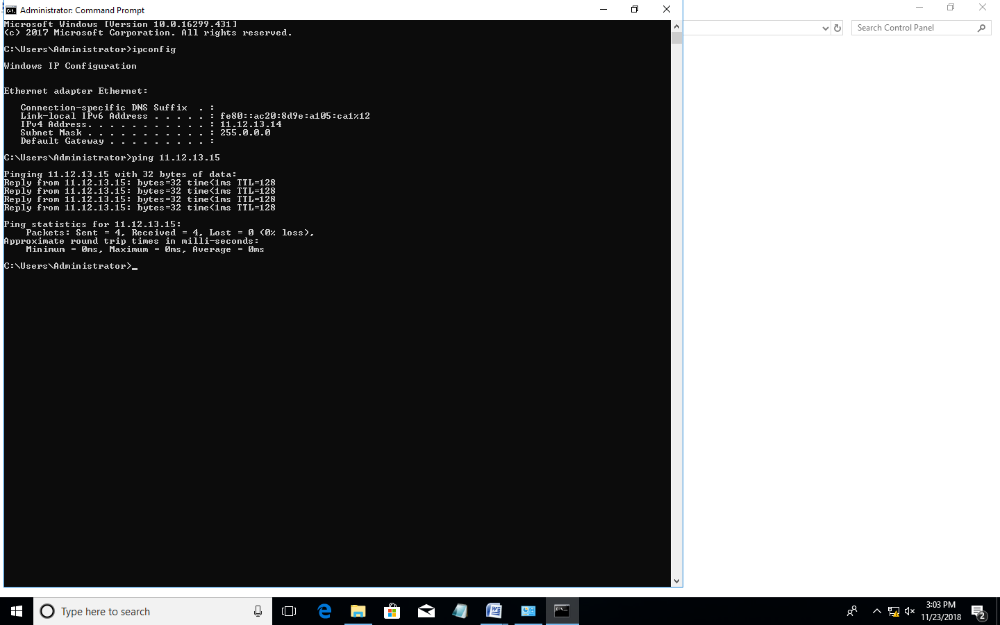 Administrator: Command Prompt
Microsoft Windows [Version 10.0.16299.431]
(c) 2017 Microsoft Corporation. All rights reserved.
C:\Users\Administrator>ipconfig
Windows IP Configuration
Ethernet adapter Ethernet:
Connection-specific DNS Suffix  . :
Link-local IPv6 Address . . . . . : fe80::ac20:8d9e:a105:ca1%12
IPv4 Address. . . . . . . . . . . : 11.12.13.14
Subnet Mask . . . . . . . . . . . : 255.0.0.0
Default Gateway . . . . . . . . . :
C:\Users\Administrator>ping 11.12.13.15
Pinging 11.12.13.15 with 32 bytes of data:
Reply from 11.12.13.15: bytes=32 time<1ms TTL=128
Reply from 11.12.13.15: bytes=32 time<1ms TTL=128
Reply from 11.12.13.15: bytes=32 time<1ms TTL=128
Reply from 11.12.13.15: bytes=32 time<1ms TTL=128
Ping statistics for 11.12.13.15:
Packets: Sent = 4, Received = 4, Lost = 0 (0% loss),
Approximate round trip times in milli-seconds:
Minimum = 0ms, Maximum = 0ms, Average = 0ms
C:\Users\Administrator>_
Search Control Panel
Type here to search
3:03 PM
11/23/2018
2